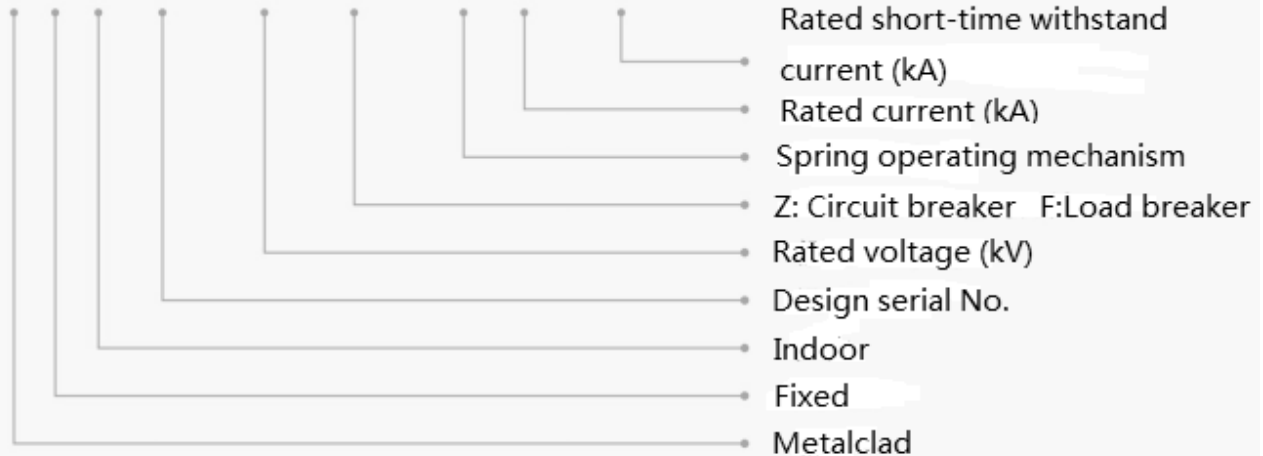 Rated short-time withstand
current (kA)
Rated current (kA)
Spring operating mechanism
Z: Circuit breaker F:Load breaker
Rated voltage (kV)
Design serial No.
Indoor
Fixed
Metalclad